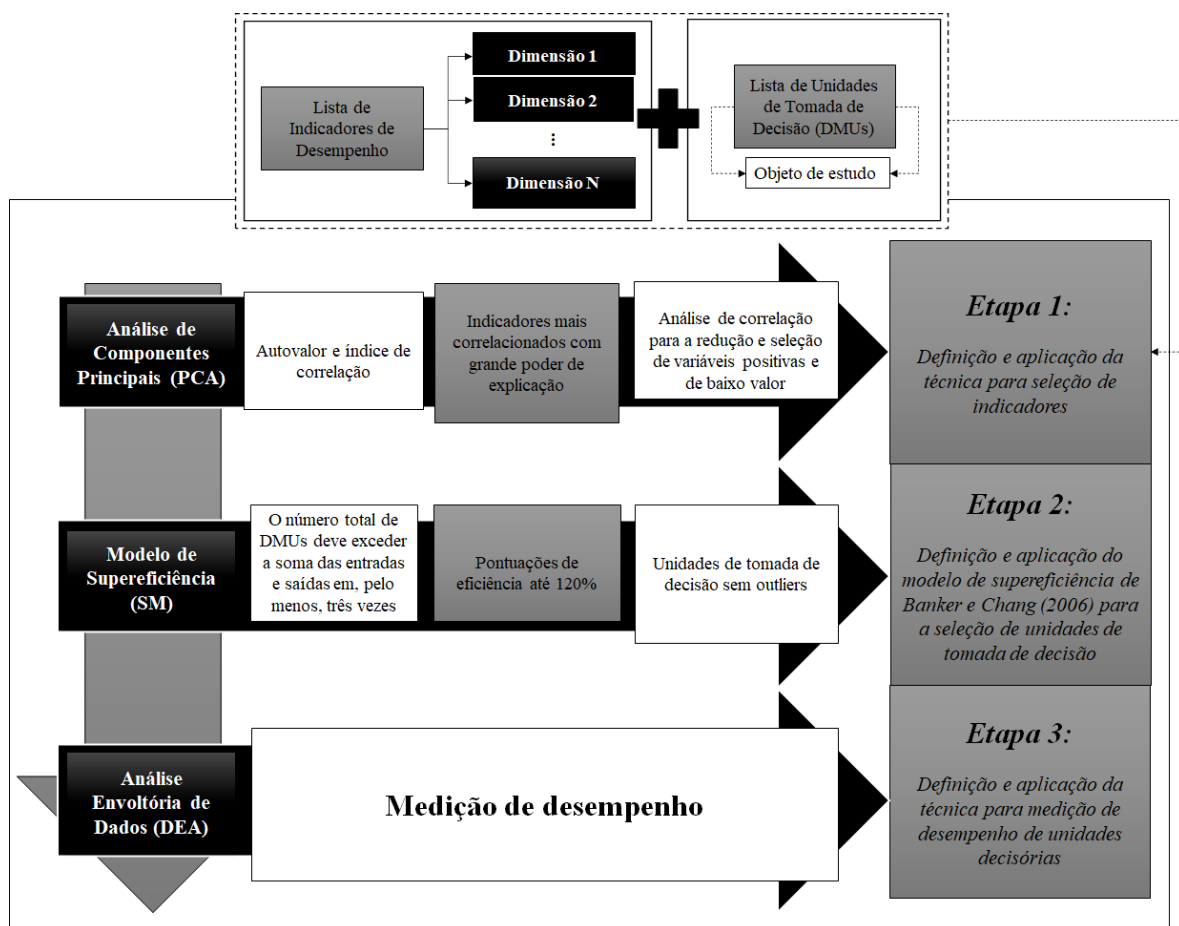 Lista de
Indicadores de
Desempenho
Dimensão 1
Dimensão 2
...
Dimensão N
Lista de Unidades
de Tomada de
Decisão (DMUs)
Objeto de estudo
Análise de
Componentes
Principais (PCA)
Autovalor e índice de
correlação
Indicadores mais
correlacionados com
grande poder de
explicação
Análise de correlação
para a redução e seleção
de variáveis positivas e
de baixo valor
Etapa 1:
Definição e aplicação da
técnica para seleção de
indicadores
Modelo de
Supereficiência
(SM)
O número total de
DMUs deve exceder
a soma das entradas
e saídas em, pelo
menos, três vezes
Pontuações de
eficiência até 120%
Unidades de tomada de
decisão sem outliers
Etapa 2:
Definição e aplicação do
modelo de supereficiência de
Banker e Chang (2006) para
a seleção de unidades de
tomada de decisão
Análise
Envoltória de
Dados (DEA)
Medição de desempenho
Etapa 3:
Definição e aplicação da
técnica para medição de
desempenho de unidades
decisórias